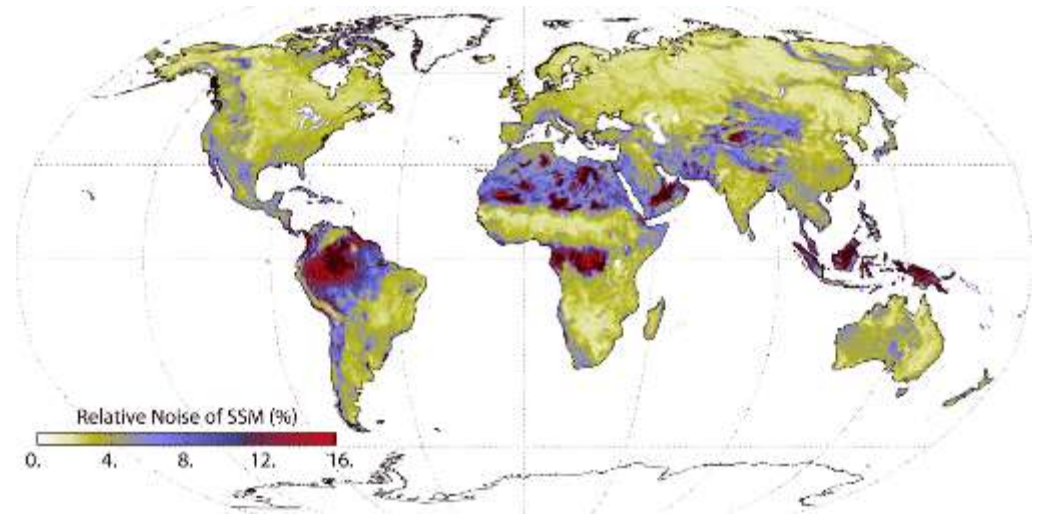 Relative Noise of SSM (%)
0. 4. 8. 12. 16.